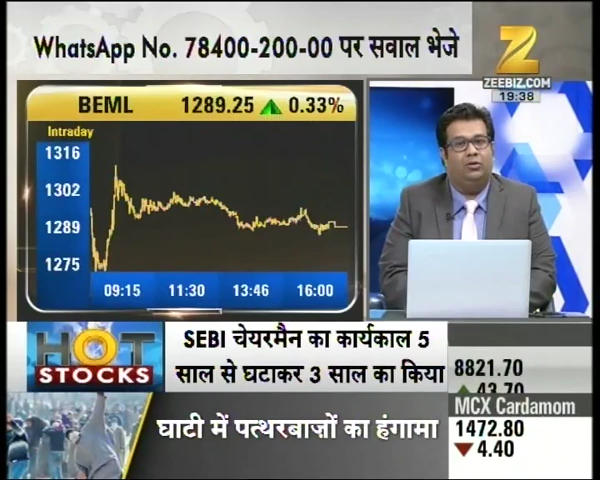 WhatsApp No. 78400-200-00 पर सवाल भेजे
Z
ZEEBIZ.COM
19:38
BEML 1289.25 0.33%
Intraday
1316
1302
1289
1275
09:15 11:30 13:46 16:00
HOT
STOCKS
SEBI चेयरमैन का कार्यकाल 5
साल से घटाकर 3 साल का किया
8821.70
43.70
MCX Cardamom
1472.80
4.40
घाटी में पत्थरबाज़ों का हंगामा